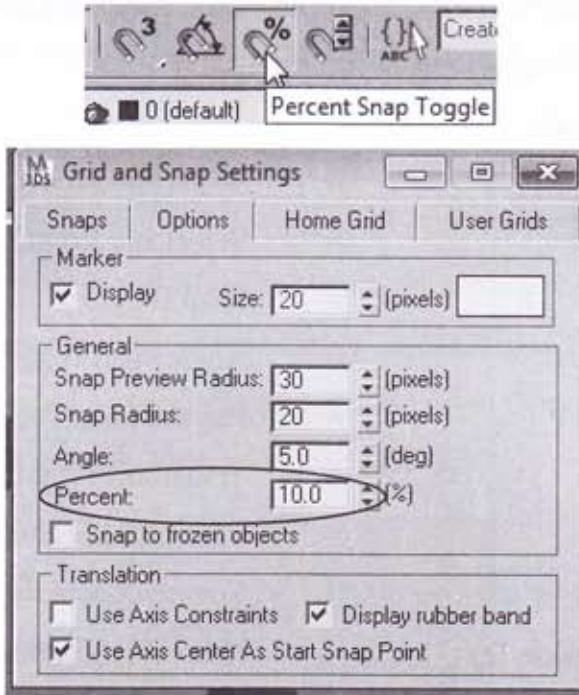 3 % {} ABC Creat
0 (default) Percent Snap Toggle
Grid and Snap Settings
Snaps Options Home Grid User Grids
Marker
Display Size: 20 (pixels)
General
Snap Preview Radius: 30 (pixels)
Snap Radius: 20 (pixels)
Angle: 5.0 (deg)
Percent: 10.0 (%)
Snap to frozen objects
Translation
Use Axis Constraints Display rubber band
Use Axis Center As Start Snap Point